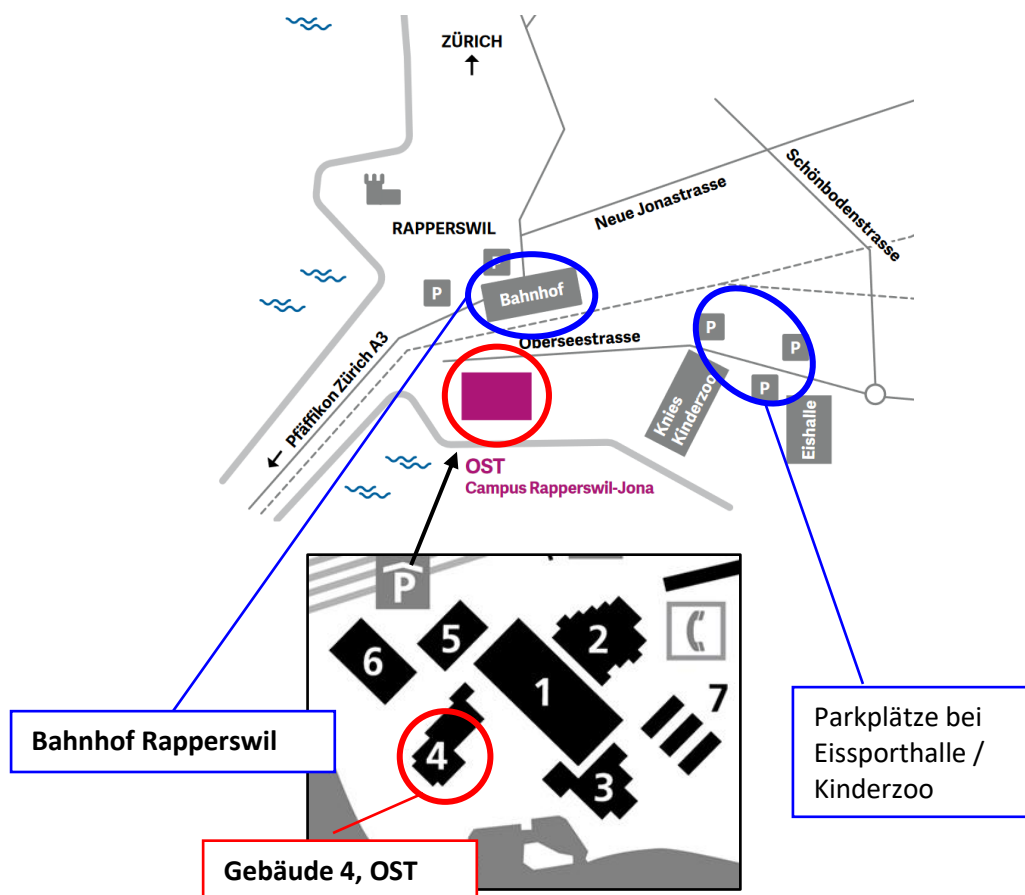 ZÜRICH
Schönbodenstrasse
Neue Jonastrasse
RAPPERSWIL
P
P
Bahnhof
P
P
P
Oberseestrasse
Pfäffikon Zürich A3
Knies
Kinderzoo
Eishalle
OST
Campus Rapperswil-Jona
P
5
2
6
1
7
4
3
Bahnhof Rapperswil
Parkplätze bei
Eissporthalle /
Kinderzoo
Gebäude 4, OST